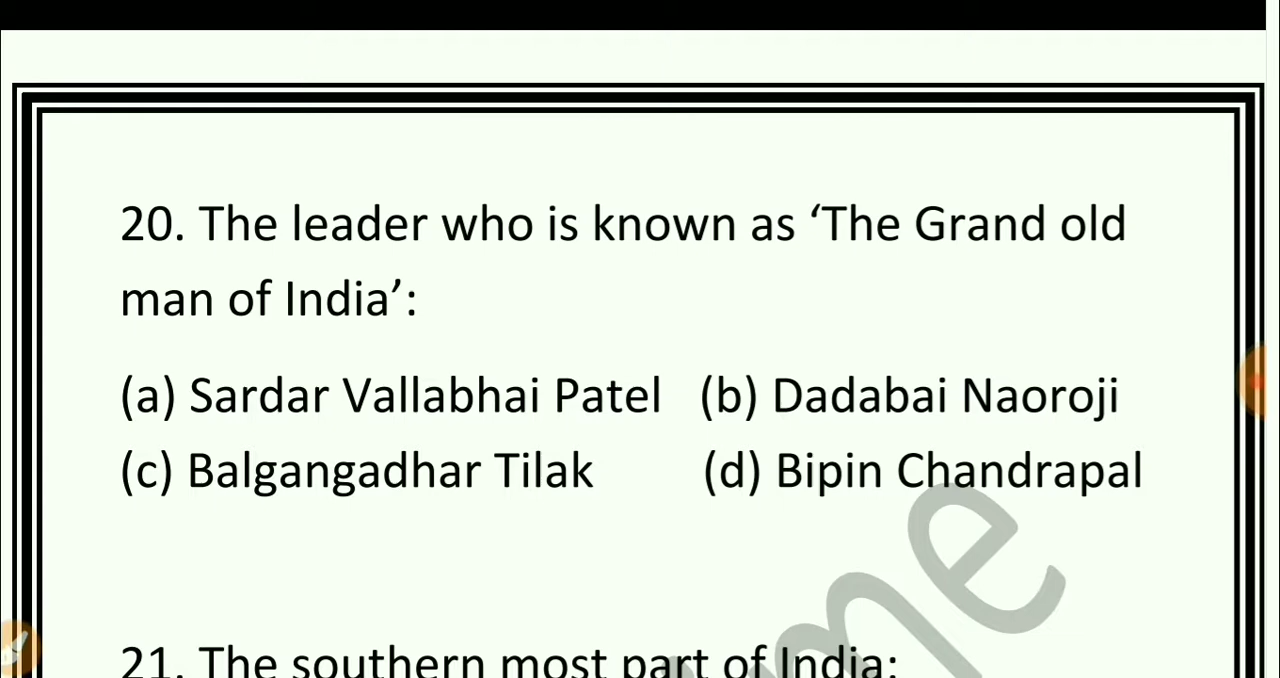 20. The leader who is known as ‘The Grand old
man of India’:
(a) Sardar Vallabhai Patel (b) Dadabai Naoroji
(c) Balgangadhar Tilak (d) Bipin Chandrapal
21. The southern most part of India: